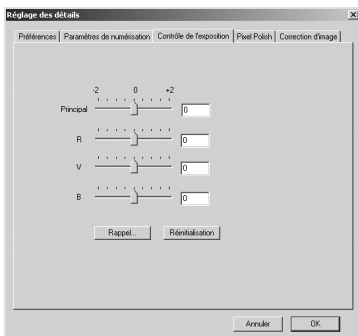 Réglage des détails
Préférences Paramètres de numérisation Contrôle de l'exposition Pixel Polish Correction d'image
-2 0 +2
Principal 0
R 0
V 0
B 0
Rappel... Réinitialisation
Annuler OK